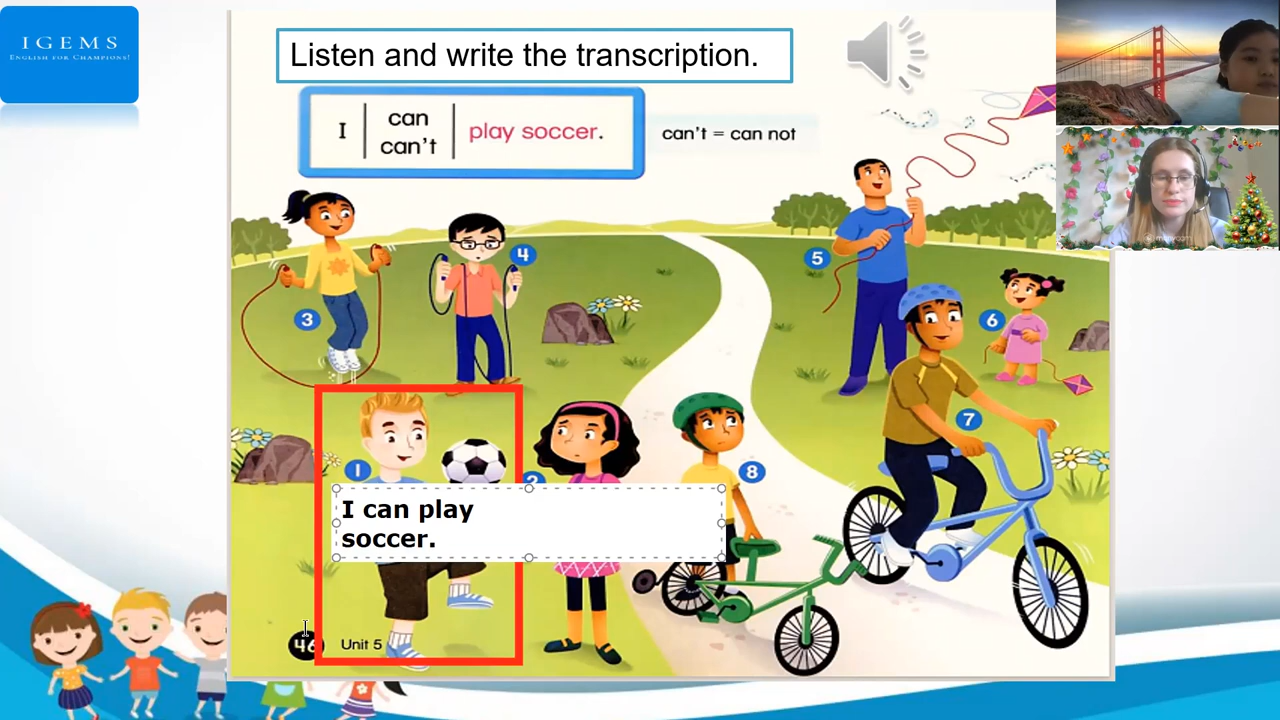 IGEMS
ENGLISH FOR CHAMPIONS!
Listen and write the transcription.
I
can
can't
play soccer.
can't = can not
3
4
5
6
7
1
2
8
I can play
soccer.
46
Unit 5